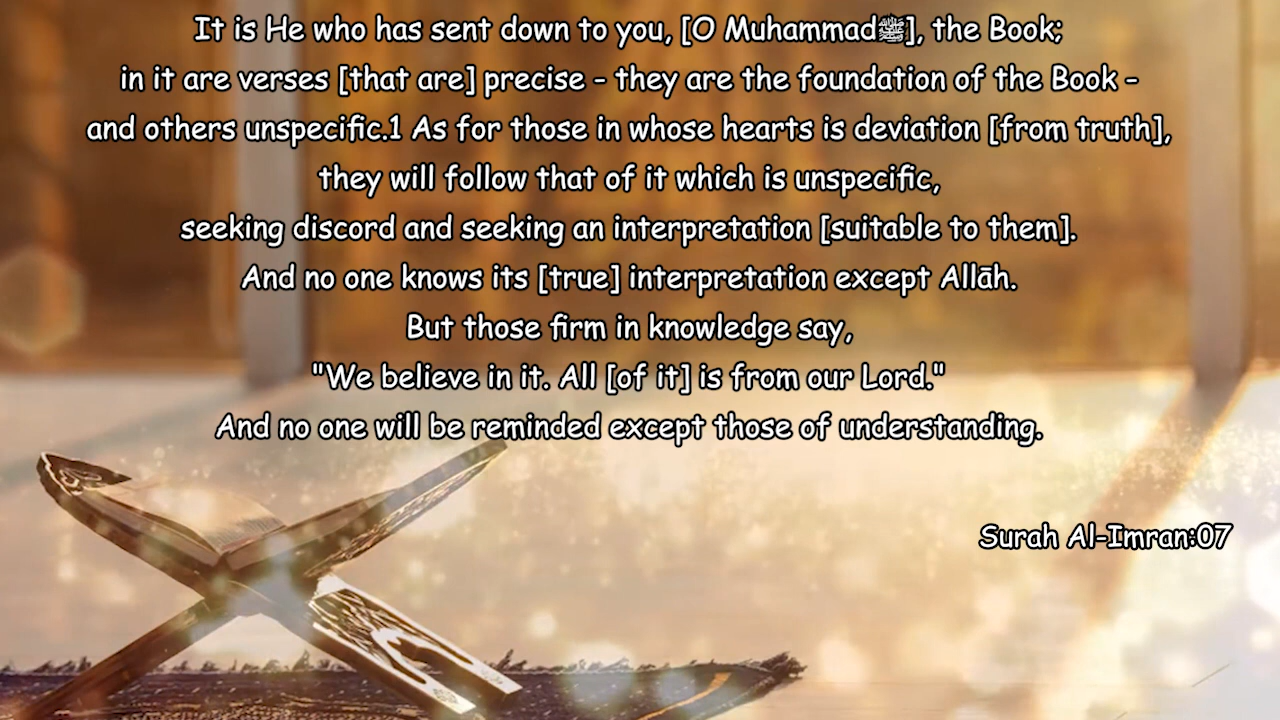 It is He who has sent down to you, [O Muhammadﷺ], the Book;
in it are verses [that are] precise - they are the foundation of the Book -
and others unspecific.1 As for those in whose hearts is deviation [from truth],
they will follow that of it which is unspecific,
seeking discord and seeking an interpretation [suitable to them].
And no one knows its [true] interpretation except Allāh.
But those firm in knowledge say,
"We believe in it. All [of it] is from our Lord."
And no one will be reminded except those of understanding.
Surah Al-Imran:07